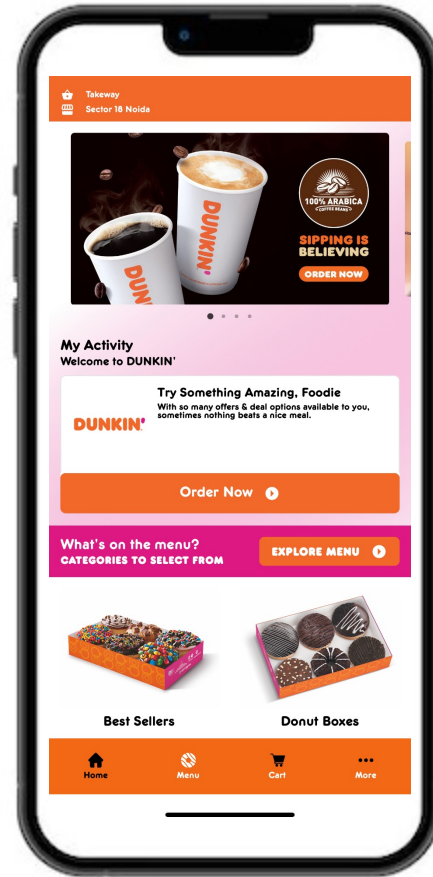 Takeway
Sector 18 Noida
DUNKIN'
DUN
100% ARABICA
COFFEE BEANS
SIPPING IS
BELIEVING
ORDER NOW
My Activity
Welcome to DUNKIN'
DUNKIN'
Try Something Amazing, Foodie
With so many offers & deal options available to you,
sometimes nothing beats a nice meal.
Order Now
What's on the menu?
CATEGORIES TO SELECT FROM
EXPLORE MENU
Best Sellers
Donut Boxes
Home
Menu
Cart
More